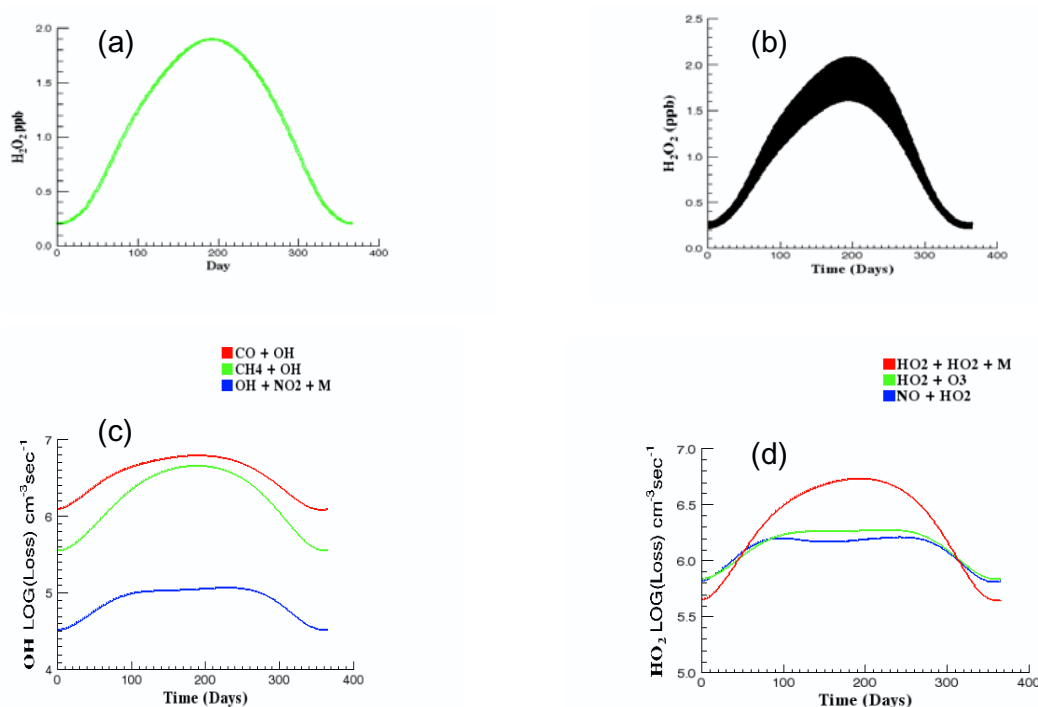 (a)
2.0
1.5
1.0
0.5
0.0
H₂O₂ ppb
0 100 200 300 400
Day
(b)
2.5
2.0
1.5
1.0
0.5
0.0
H₂O₂ (ppb)
0 100 200 300 400
Time (Days)
CO + OH
CH4 + OH
OH + NO2 + M
(c)
7
6
5
4
OH LOG(Loss) cm⁻³sec⁻¹
0 100 200 300 400
Time (Days)
HO2 + HO2 + M
HO2 + O3
NO + HO2
(d)
7.0
6.5
6.0
5.5
5.0
HO₂ LOG(Loss) cm⁻³sec⁻¹
0 100 200 300 400
Time (Days)